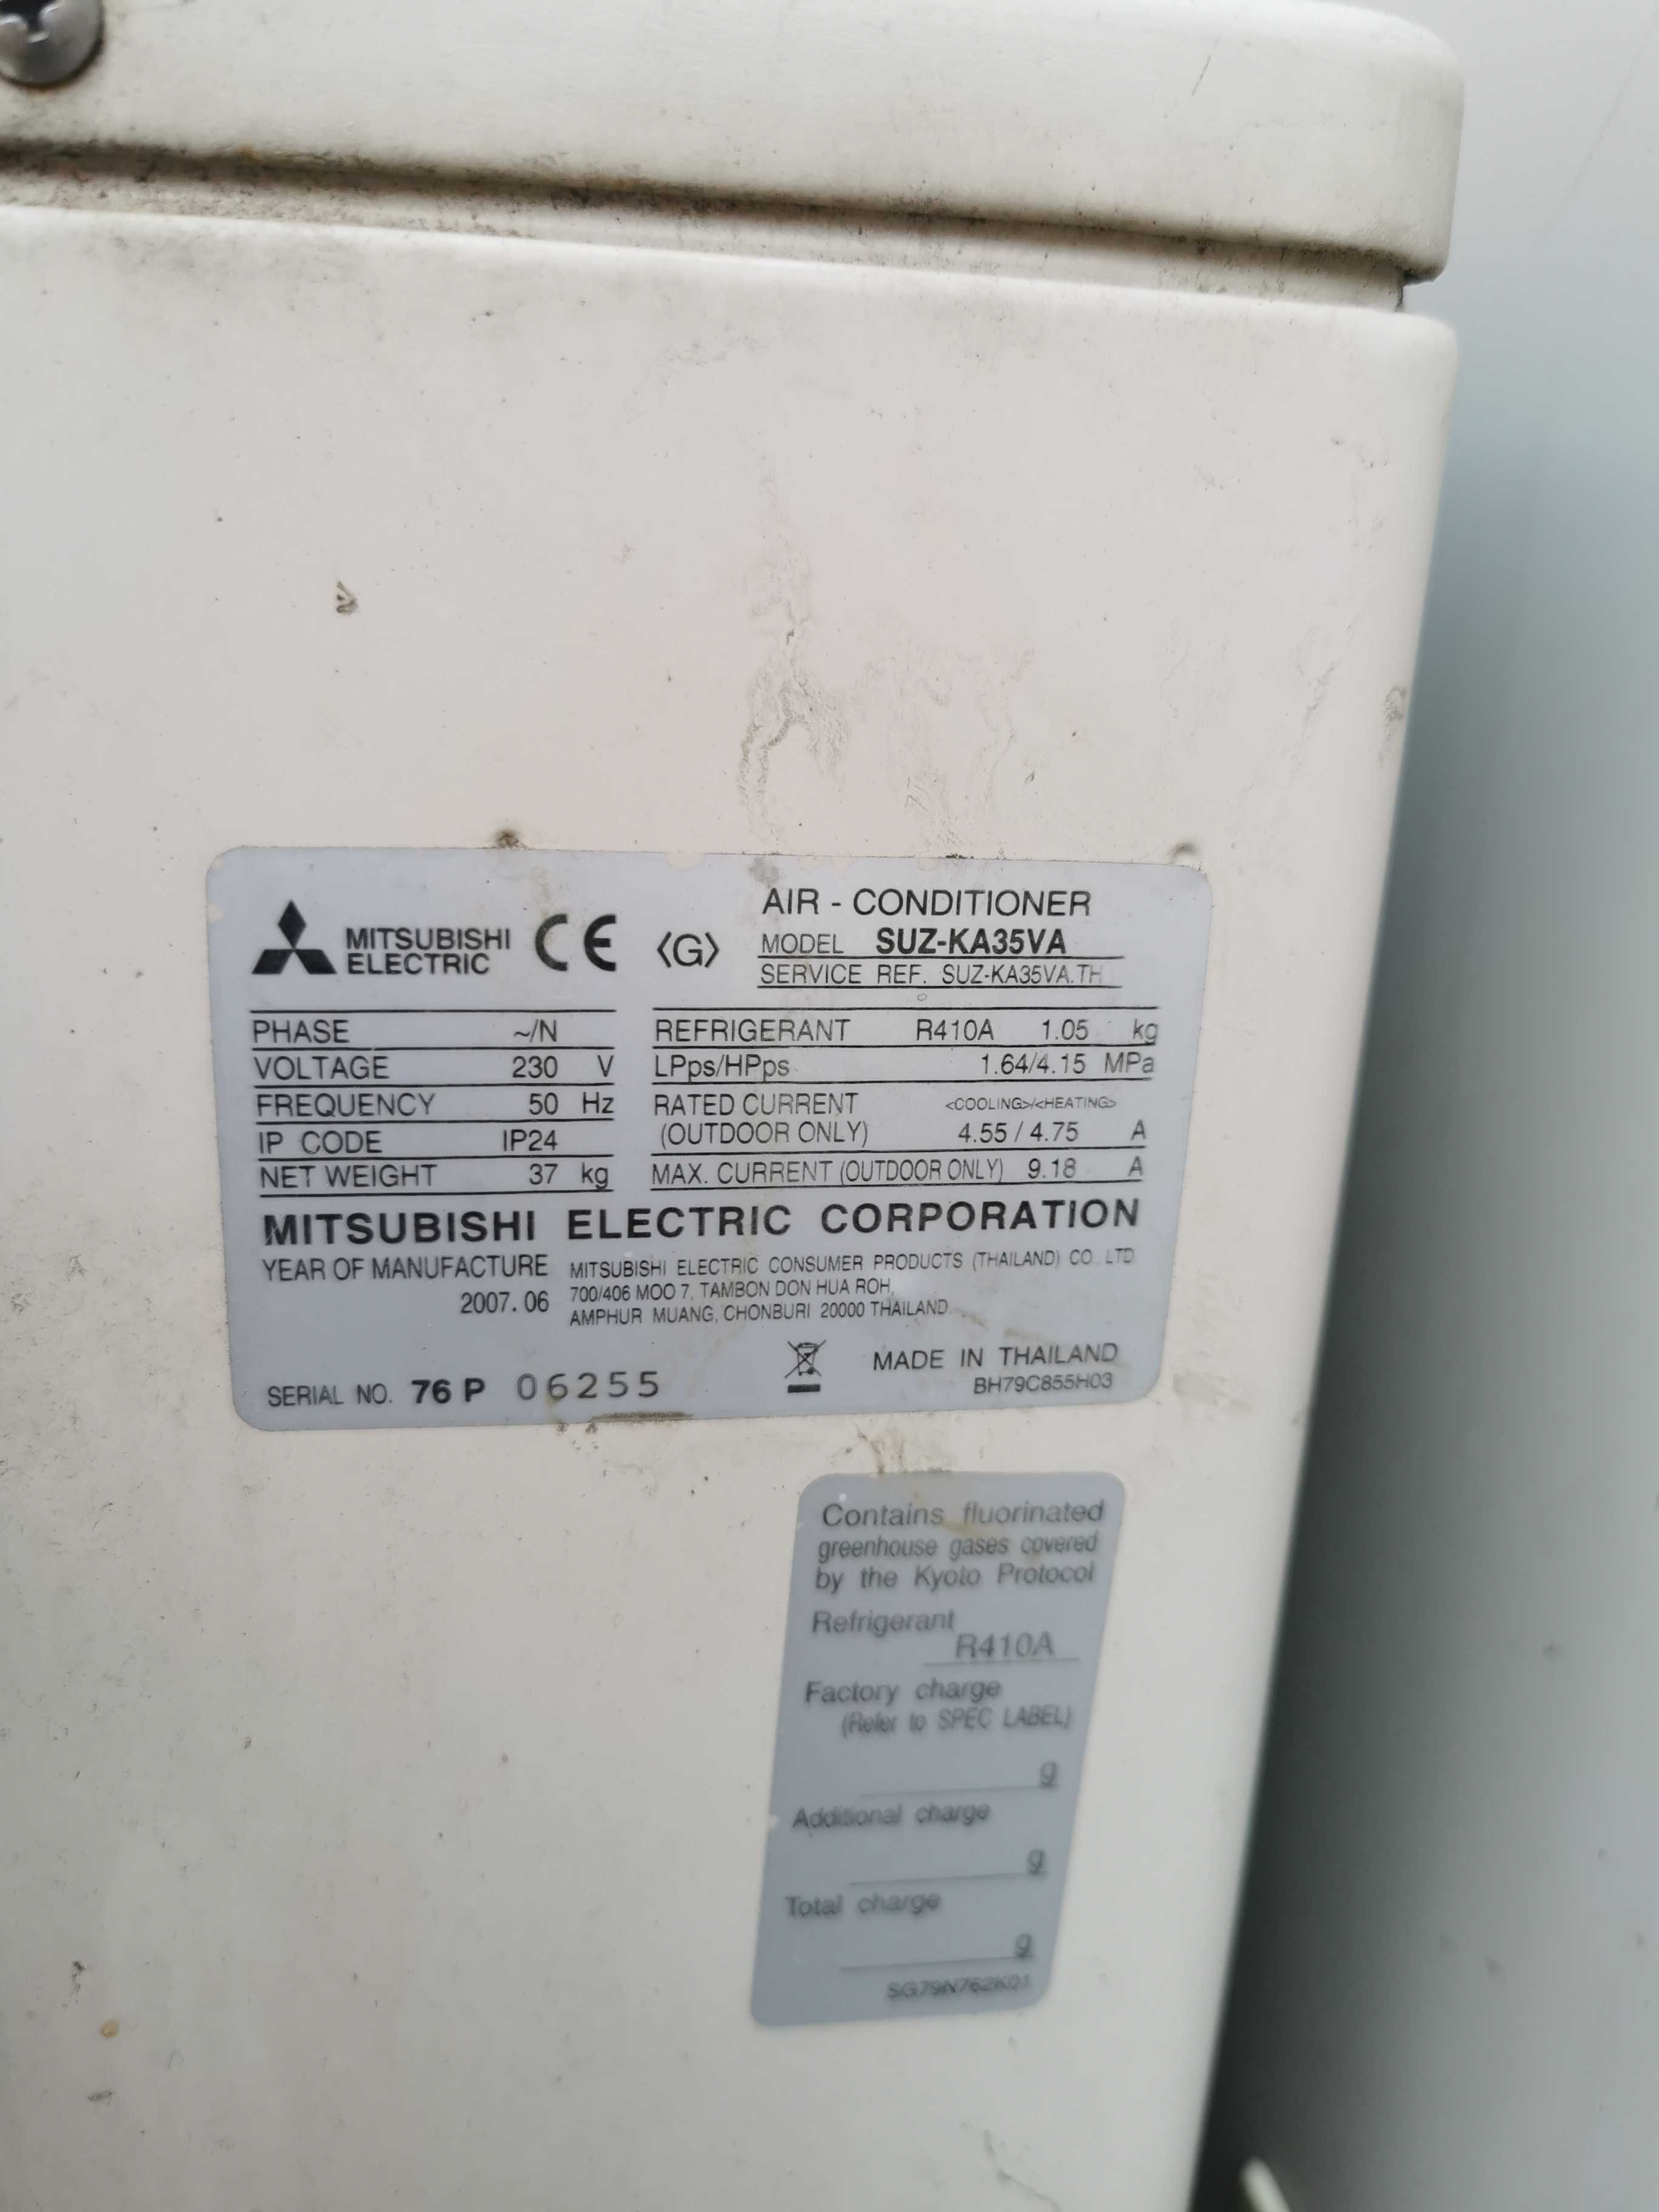 MITSUBISHI
ELECTRIC
CE
<G>
AIR - CONDITIONER
MODEL SUZ-KA35VA
SERVICE REF. SUZ-KA35VA.TH
PHASE ~/N
VOLTAGE 230 V
FREQUENCY 50 Hz
IP CODE IP24
NET WEIGHT 37 kg
REFRIGERANT R410A 1.05 kg
LPps/HPps 1.64/4.15 MPa
RATED CURRENT <COOLING>/<HEATING>
(OUTDOOR ONLY) 4.55 / 4.75 A
MAX. CURRENT (OUTDOOR ONLY) 9.18 A
MITSUBISHI ELECTRIC CORPORATION
YEAR OF MANUFACTURE
2007. 06
MITSUBISHI ELECTRIC CONSUMER PRODUCTS (THAILAND) CO. LTD
700/406 MOO 7, TAMBON DON HUA ROH,
AMPHUR MUANG, CHONBURI 20000 THAILAND
SERIAL NO. 76 P 06255
MADE IN THAILAND
BH79C855H03
Contains fluorinated
greenhouse gases covered
by the Kyoto Protocol
Refrigerant
R410A
Factory charge
(Refer to SPEC LABEL)
g
Additional charge
g
Total charge
g
SG79N762K01